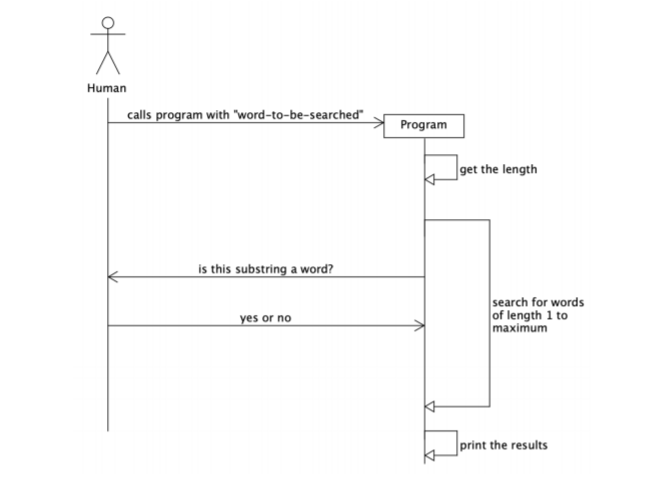 Human
calls program with "word-to-be-searched"
Program
get the length
is this substring a word?
search for words
of length 1 to
maximum
yes or no
print the results